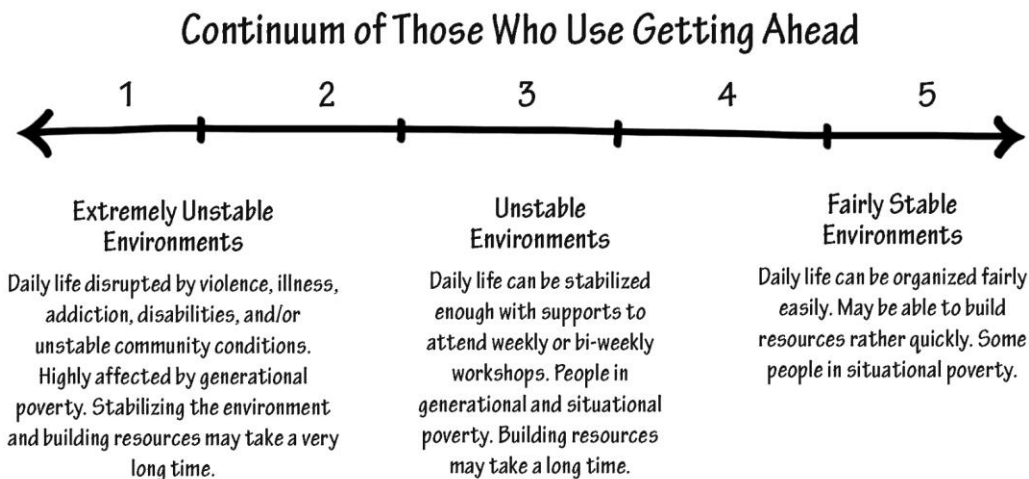 Continuum of Those Who Use Getting Ahead
1 2 3 4 5
Extremely Unstable
Environments
Daily life disrupted by violence, illness,
addiction, disabilities, and/or
unstable community conditions.
Highly affected by generational
poverty. Stabilizing the environment
and building resources may take a very
long time.
Unstable
Environments
Daily life can be stabilized
enough with supports to
attend weekly or bi-weekly
workshops. People in
generational and situational
poverty. Building resources
may take a long time.
Fairly Stable
Environments
Daily life can be organized fairly
easily. May be able to build
resources rather quickly. Some
people in situational poverty.